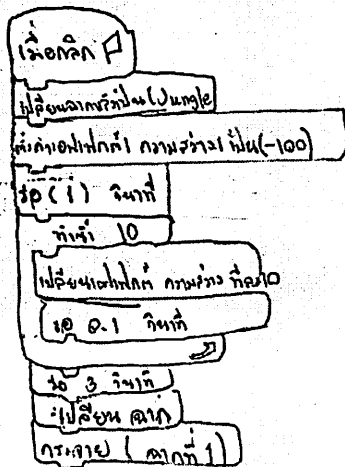 เมื่อคลิก
เปลี่ยนฉากหลังเป็น (Jungle
ตั้งค่าเอฟเฟกต์ ความสว่าง เป็น (-100)
รอ (1) วินาที
ทำซ้ำ 10
เปลี่ยนเอฟเฟกต์ ความสว่าง ทีละ10
รอ 0.1 วินาที
รอ 3 วินาที
เปลี่ยน ฉาก
กระจาย ( ฉากที่ 1)